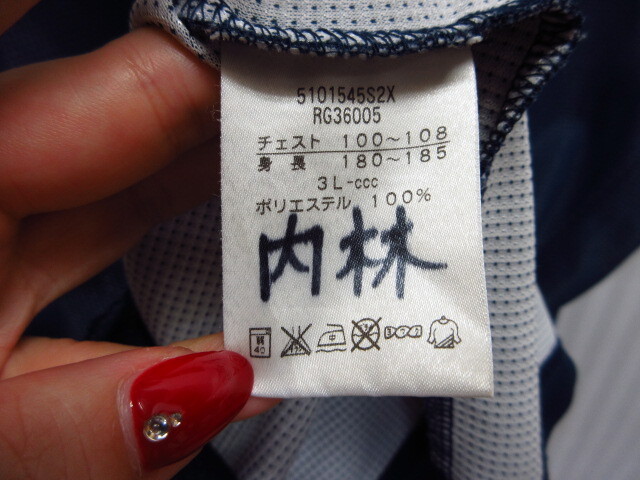 5101545S2X
RG36005
チェスト 100～108
身長 180～185
3L-ccc
ポリエステル 100%
内林
40